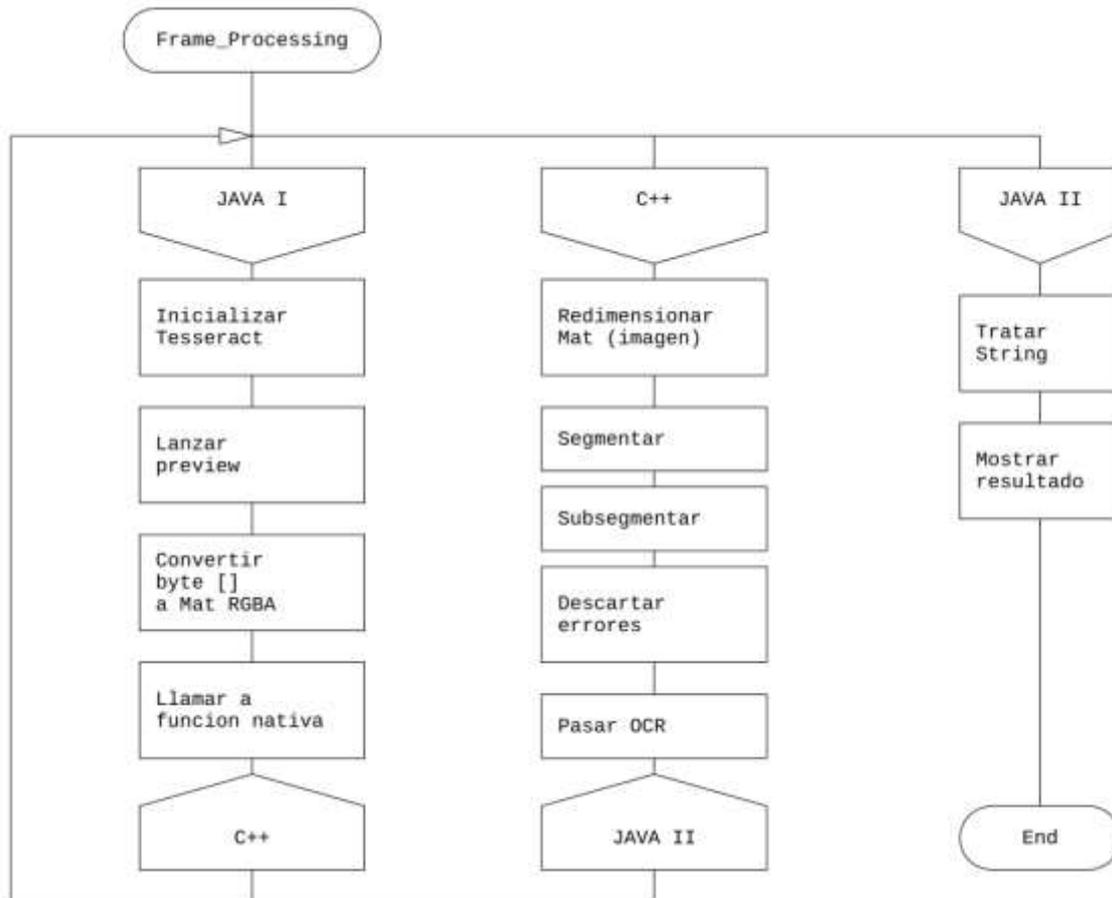 Frame_Processing
JAVA I
Inicializar
Tesseract
Lanzar
preview
Convertir
byte []
a Mat RGBA
Llamar a
funcion nativa
C++
C++
Redimensionar
Mat (imagen)
Segmentar
Subsegmentar
Descartar
errores
Pasar OCR
JAVA II
JAVA II
Tratar
String
Mostrar
resultado
End